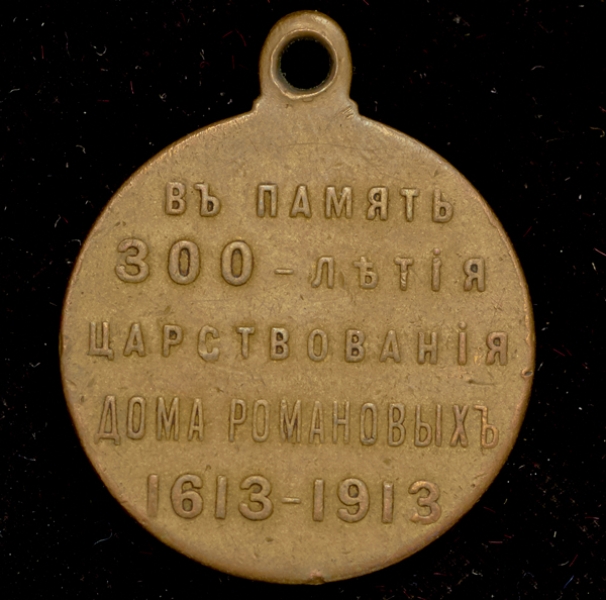 ВЪ ПАМЯТЬ
300-ЛѢТІЯ
ЦАРСТВОВАНІЯ
ДОМА РОМАНОВЫХЪ
1613-1913